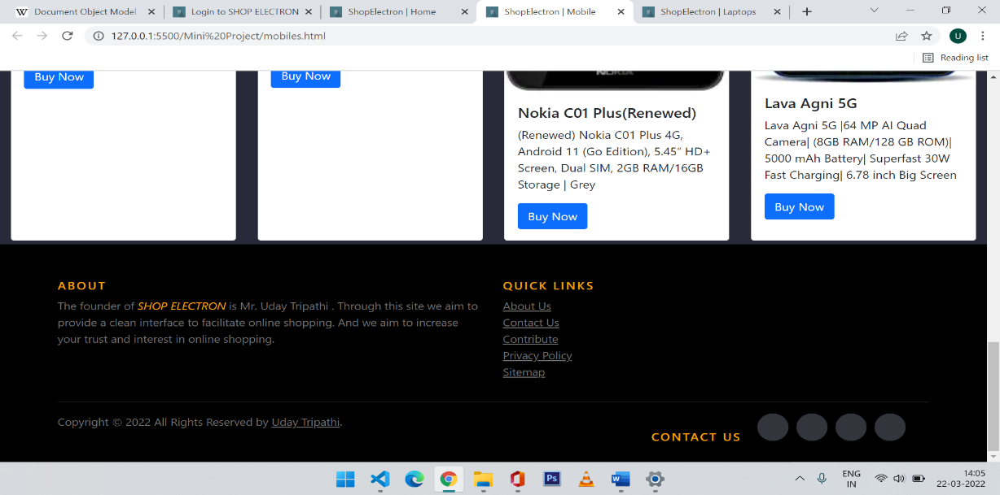 Document Object Model
Login to SHOP ELECTRON
ShopElectron | Home
ShopElectron | Mobile
ShopElectron | Laptops
127.0.0.1:5500/Mini%20Project/mobiles.html
U
Reading list
Buy Now
Buy Now
NOKIA
Nokia C01 Plus(Renewed)
(Renewed) Nokia C01 Plus 4G,
Android 11 (Go Edition), 5.45” HD+
Screen, Dual SIM, 2GB RAM/16GB
Storage | Grey
Buy Now
Lava Agni 5G
Lava Agni 5G |64 MP AI Quad
Camera| (8GB RAM/128 GB ROM)|
5000 mAh Battery| Superfast 30W
Fast Charging| 6.78 inch Big Screen
Buy Now
ABOUT
The founder of SHOP ELECTRON is Mr. Uday Tripathi . Through this site we aim to
provide a clean interface to facilitate online shopping. And we aim to increase
your trust and interest in online shopping.
QUICK LINKS
About Us
Contact Us
Contribute
Privacy Policy
Sitemap
Copyright © 2022 All Rights Reserved by Uday Tripathi.
CONTACT US
Ps
ENG
IN
14:05
22-03-2022